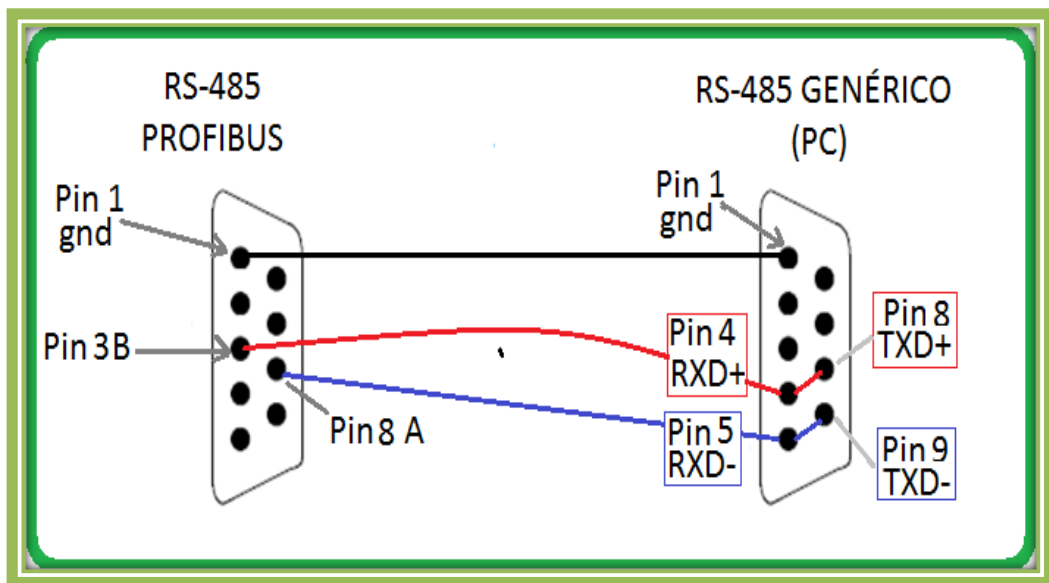 RS-485
PROFIBUS
RS-485 GENÉRICO
(PC)
Pin 1
gnd
Pin 1
gnd
Pin 3B
Pin 4
RXD+
Pin 8
TXD+
Pin 8 A
Pin 5
RXD-
Pin 9
TXD-